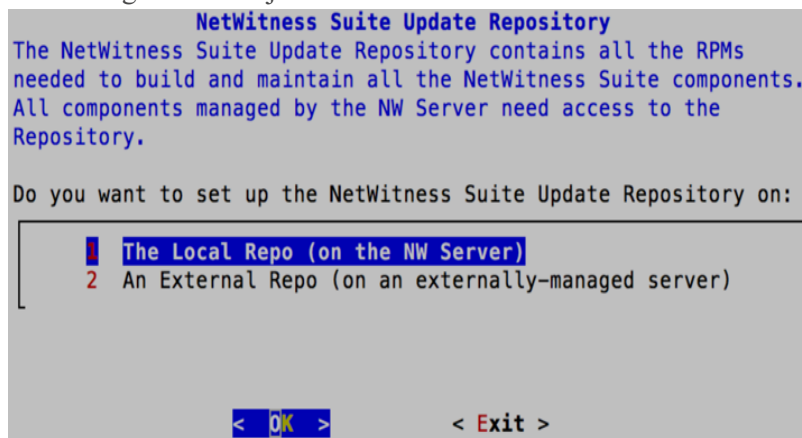 NetWitness Suite Update Repository
The NetWitness Suite Update Repository contains all the RPMs
needed to build and maintain all the NetWitness Suite components.
All components managed by the NW Server need access to the
Repository.
Do you want to set up the NetWitness Suite Update Repository on:
1 The Local Repo (on the NW Server)
2 An External Repo (on an externally-managed server)
< OK > < Exit >